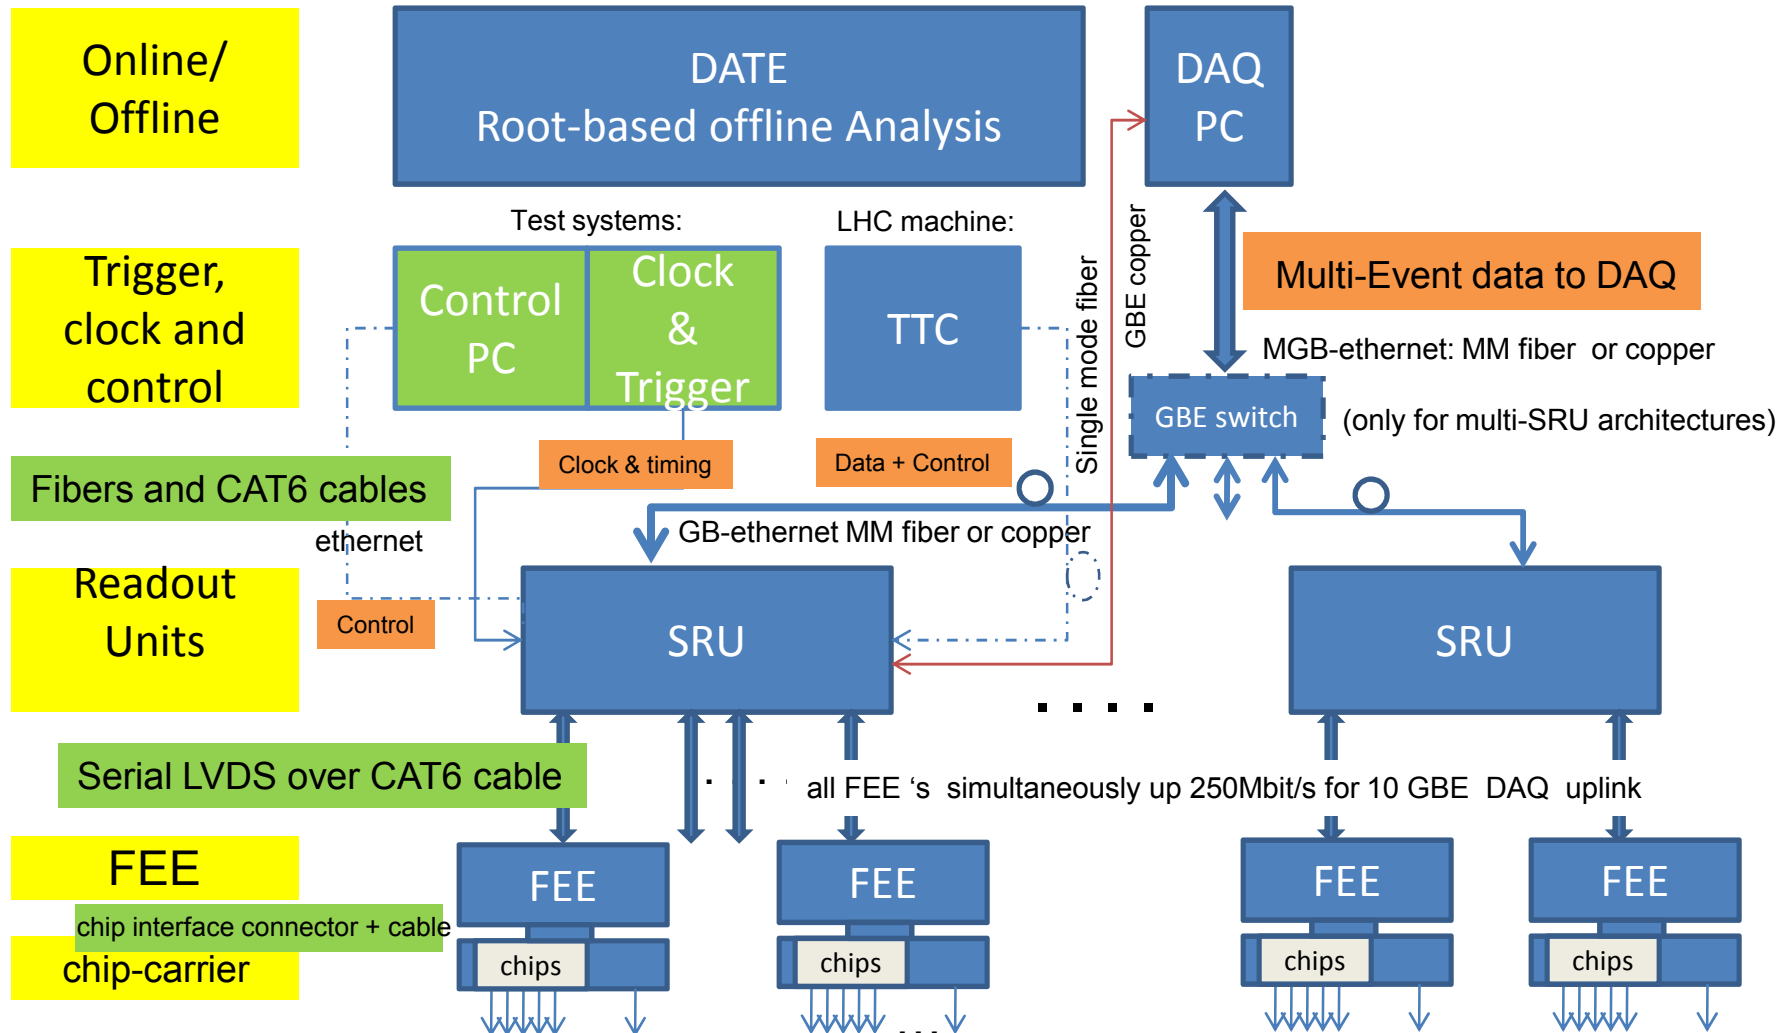 Online/
Offline
DATE
Root-based offline Analysis
DAQ
PC
Test systems:
LHC machine:
Trigger,
clock and
control
Control
PC
Clock
&
Trigger
TTC
Single mode fiber
GBE copper
Multi-Event data to DAQ
MGB-ethernet: MM fiber or copper
GBE switch
(only for multi-SRU architectures)
Clock & timing
Data + Control
Fibers and CAT6 cables
ethernet
GB-ethernet MM fiber or copper
Readout
Units
Control
SRU
SRU
. . . .
Serial LVDS over CAT6 cable
. . . .
all FEE ‘s simultaneously up 250Mbit/s for 10 GBE DAQ uplink
FEE
FEE
FEE
FEE
FEE
chip interface connector + cable
chip-carrier
chips
chips
chips
chips
...